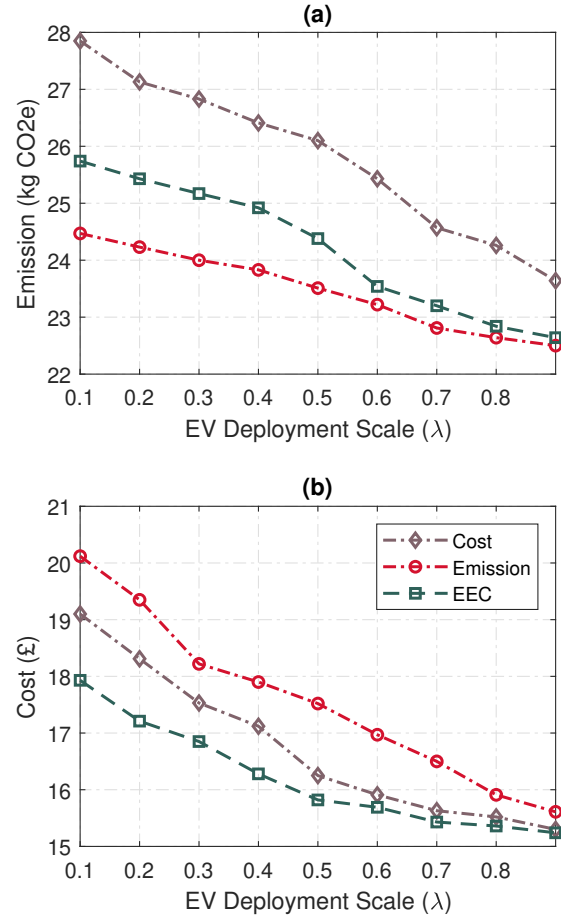 (a)
28
27
26
25
24
23
22
Emission (kg CO2e)
0.1 0.2 0.3 0.4 0.5 0.6 0.7 0.8
EV Deployment Scale (λ)
(b)
21
20
19
18
17
16
15
Cost (£)
Cost
Emission
EEC
0.1 0.2 0.3 0.4 0.5 0.6 0.7 0.8
EV Deployment Scale (λ)